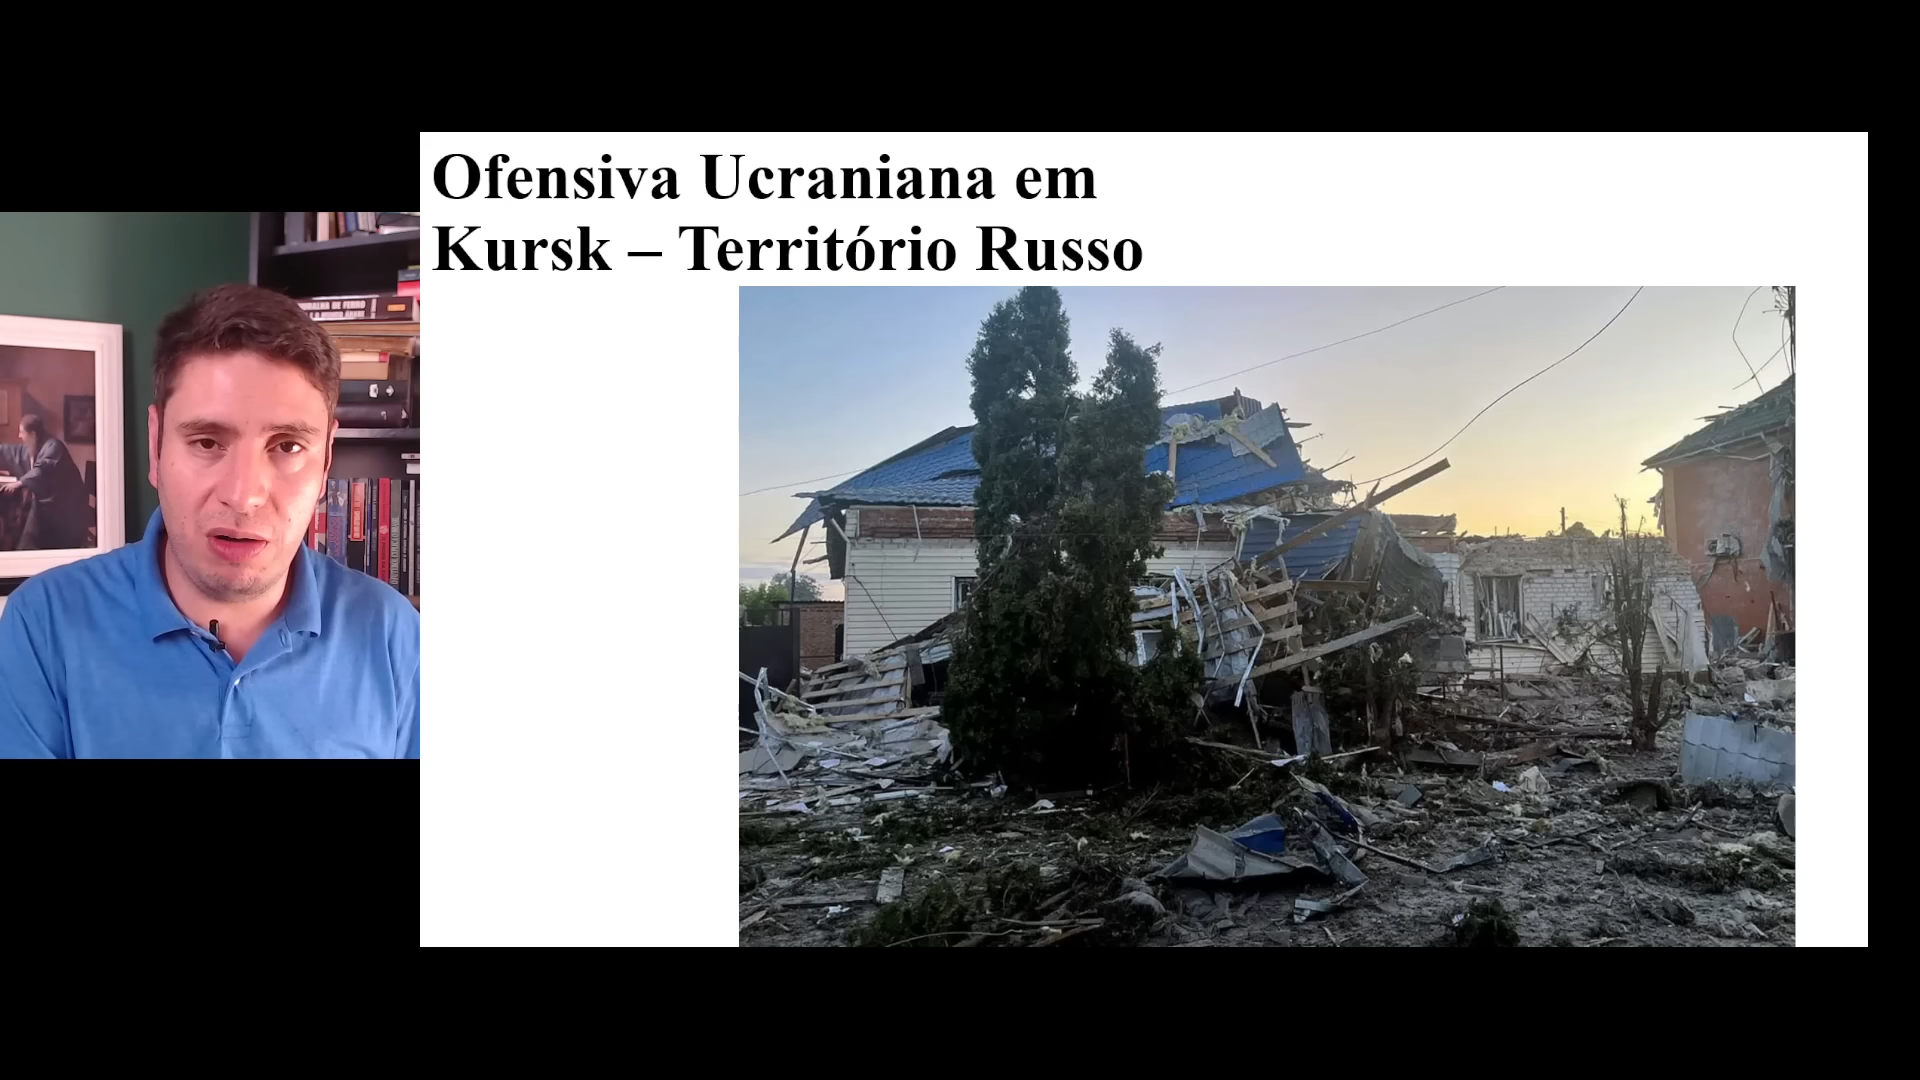 Ofensiva Ucraniana em
Kursk – Território Russo